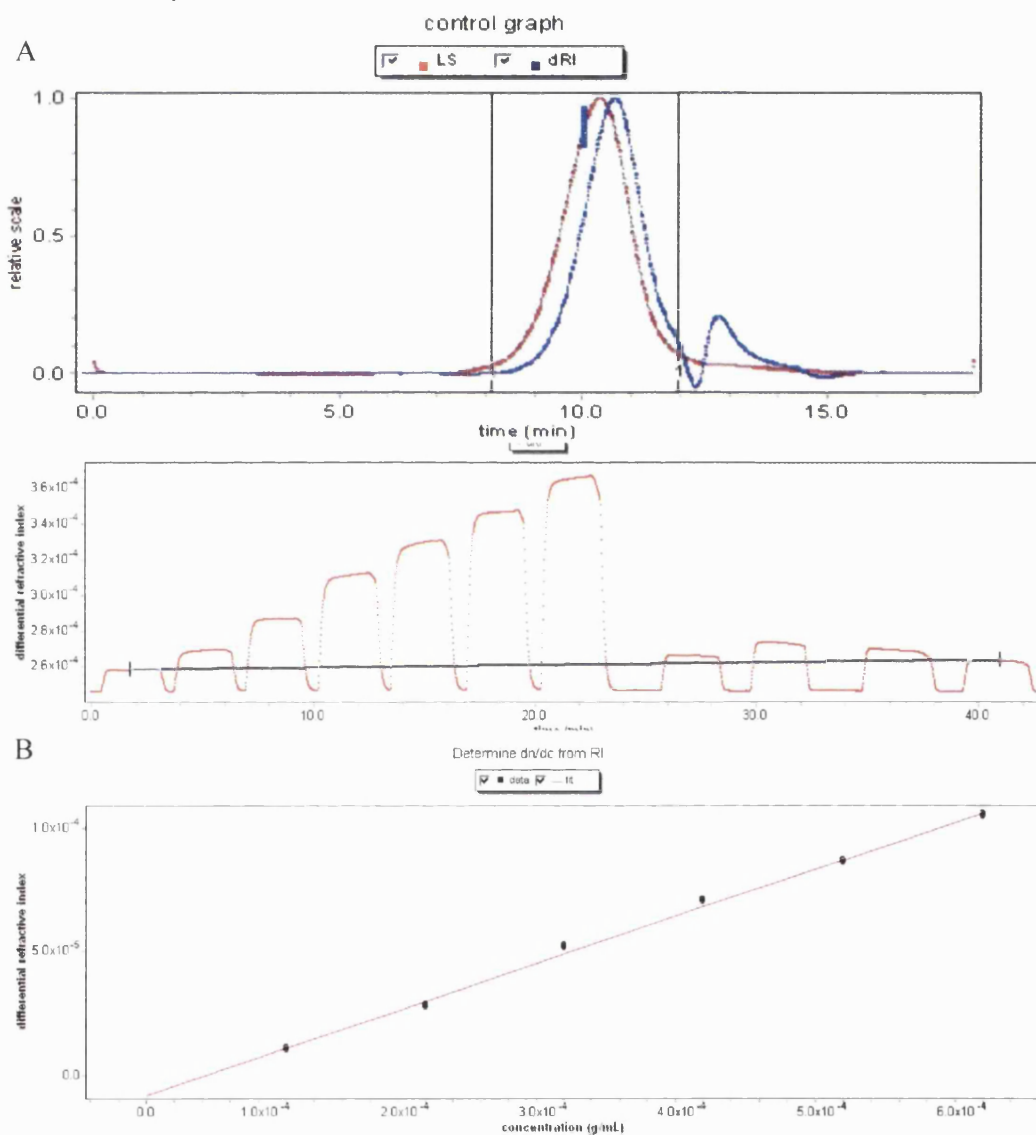 control graph
A
LS dRI
1.0
0.5
0.0
relative scale
0.0 5.0 10.0 15.0
time (min)
3.6x10-4
3.4x10-4
3.2x10-4
3.0x10-4
2.8x10-4
2.6x10-4
differential refractive index
0.0 10.0 20.0 30.0 40.0
B
Determine dn/dc from RI
data fit
1.0x10-4
5.0x10-5
0.0
differential refractive index
0.0 1.0x10-4 2.0x10-4 3.0x10-4 4.0x10-4 5.0x10-4 6.0x10-4
concentration (g/mL)